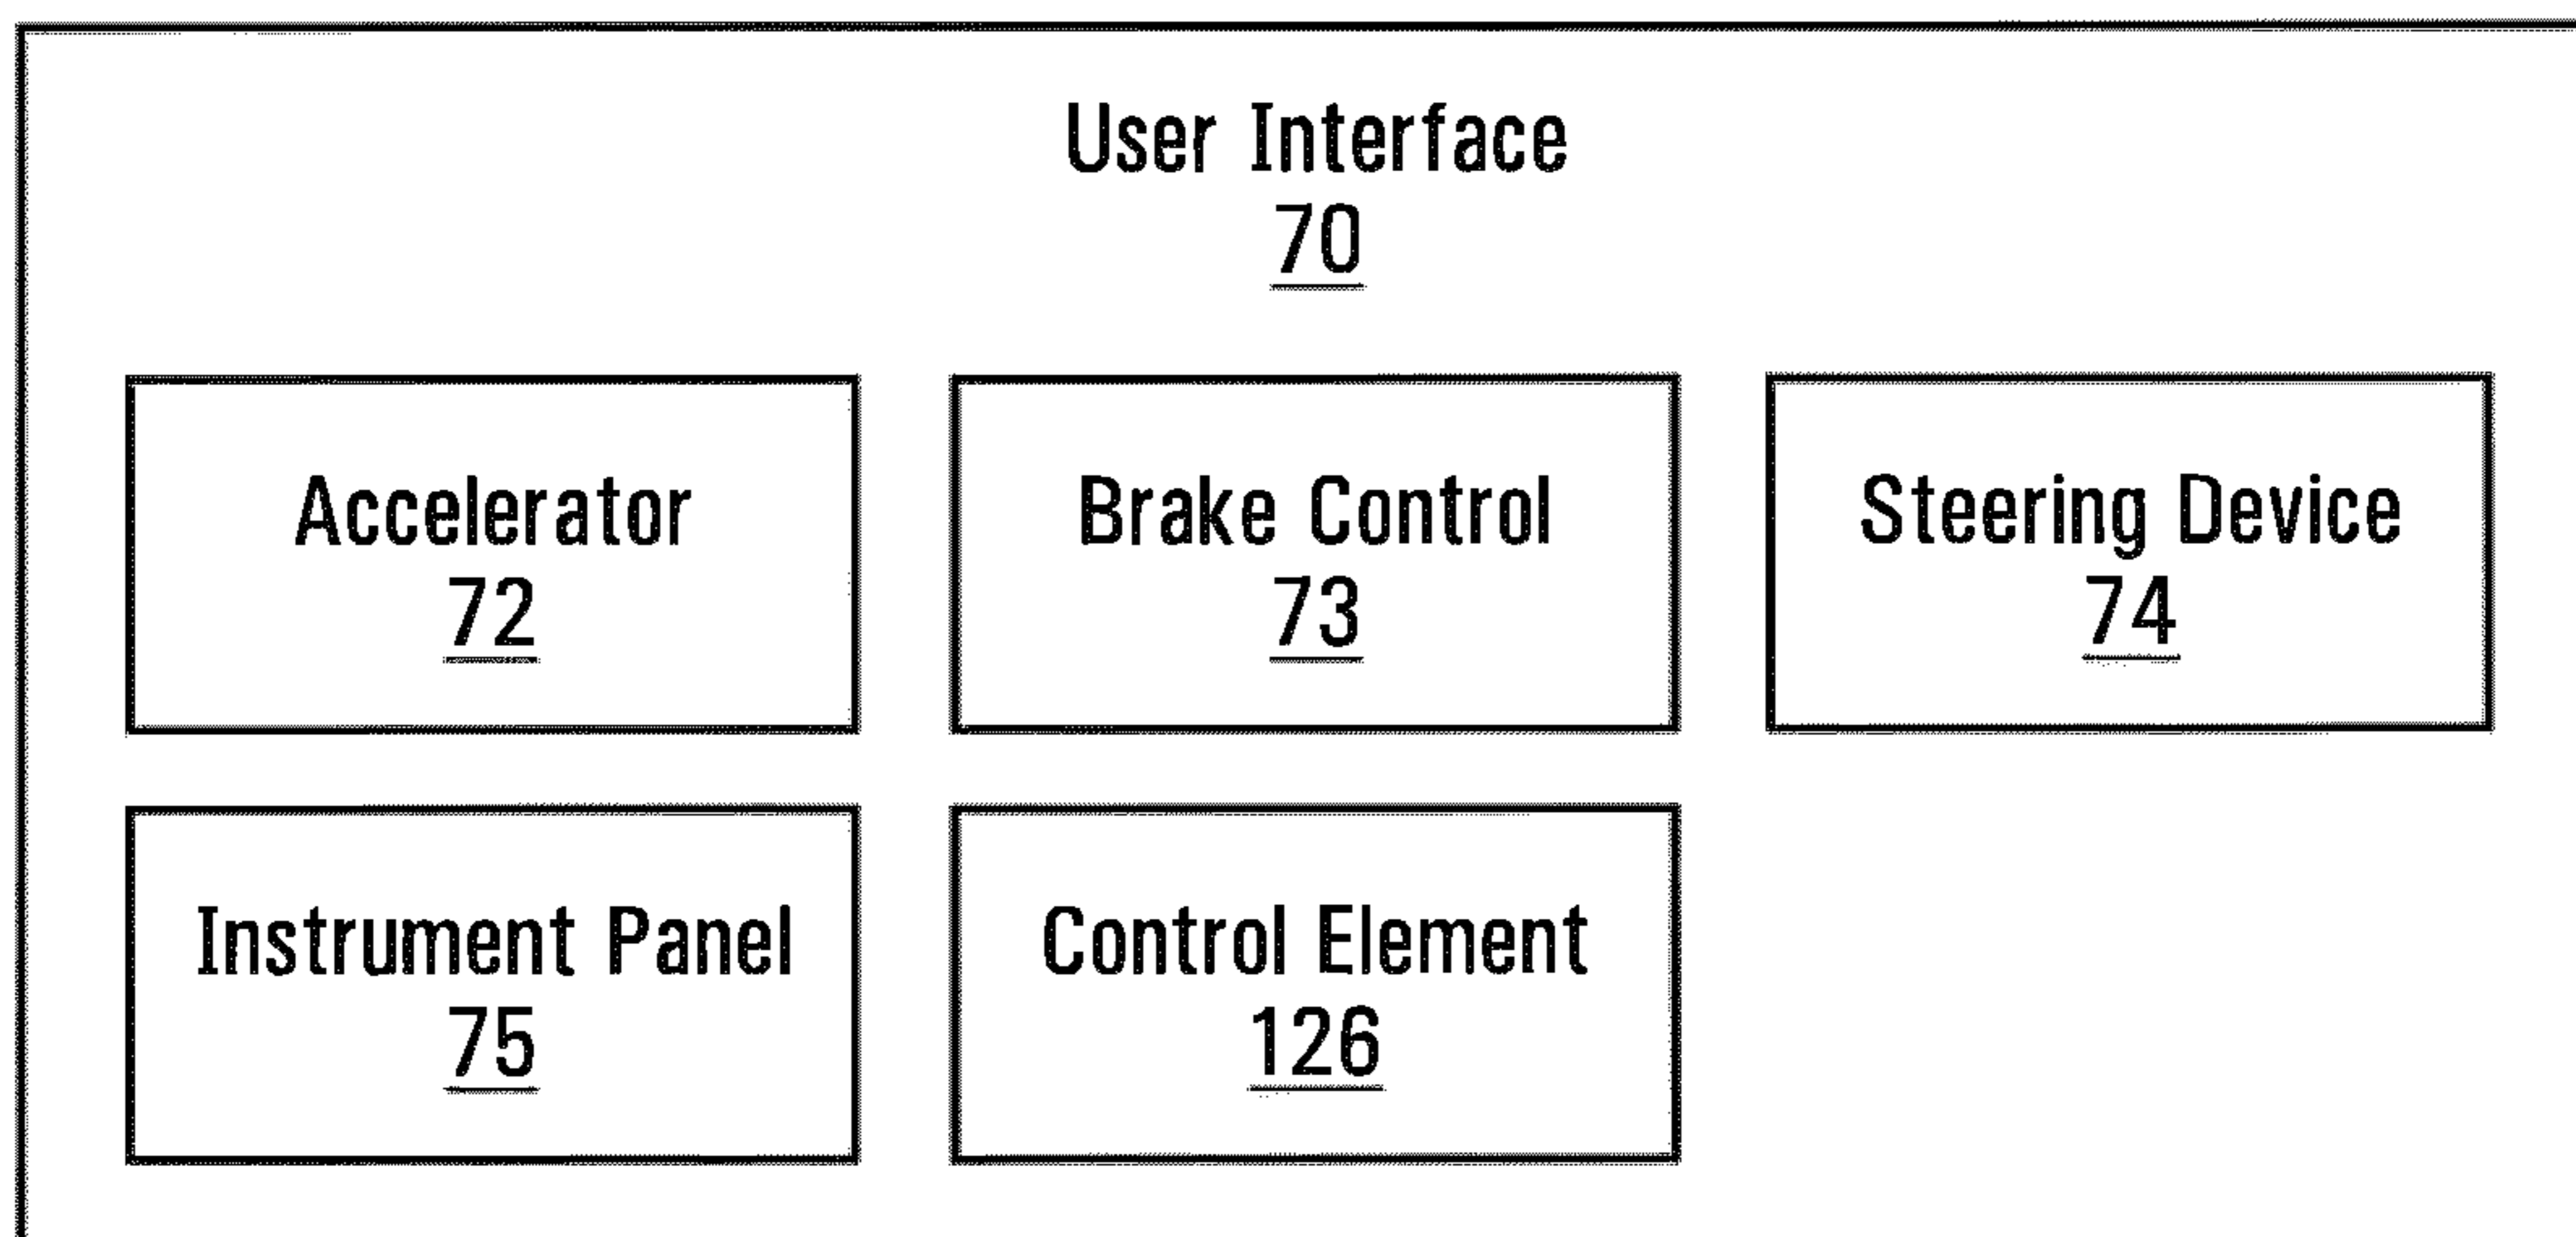 User Interface
70
Accelerator
72
Brake Control
73
Steering Device
74
Instrument Panel
75
Control Element
126